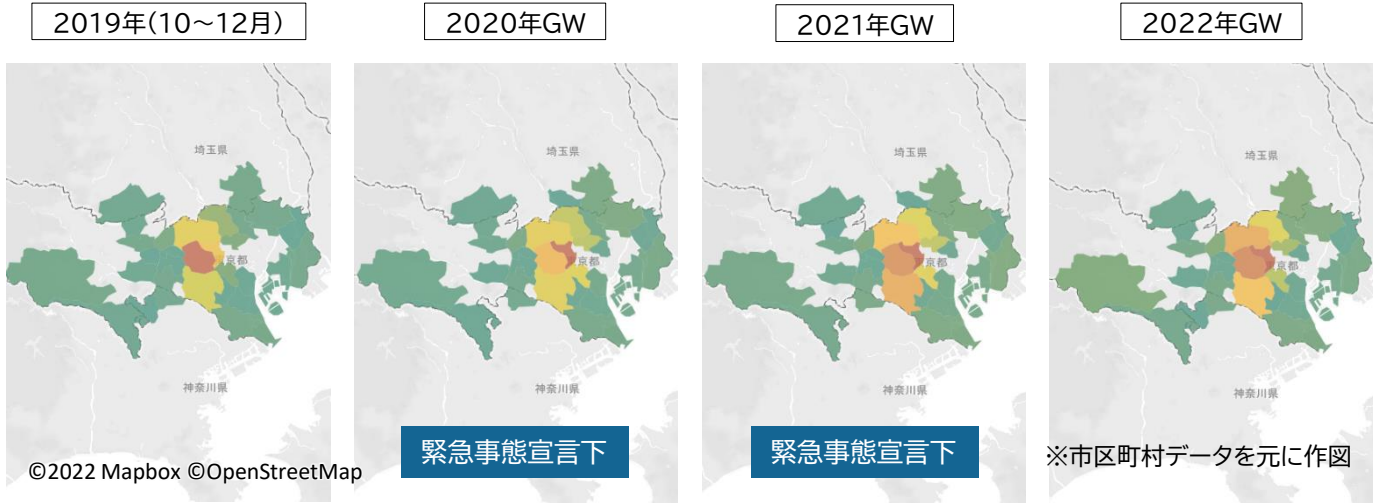 2019年(10～12月)
2020年GW
2021年GW
2022年GW
埼玉県
埼玉県
埼玉県
埼玉県
京都
京都
京都
京都
神奈川県
神奈川県
神奈川県
神奈川県
緊急事態宣言下
緊急事態宣言下
※市区町村データを元に作図
©2022 Mapbox ©OpenStreetMap